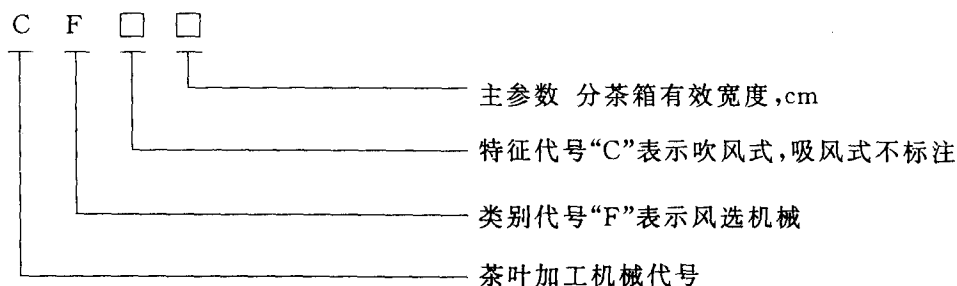 C F □ □
主参数 分茶箱有效宽度,cm
特征代号“C”表示吹风式,吸风式不标注
类别代号“F”表示风选机械
茶叶加工机械代号